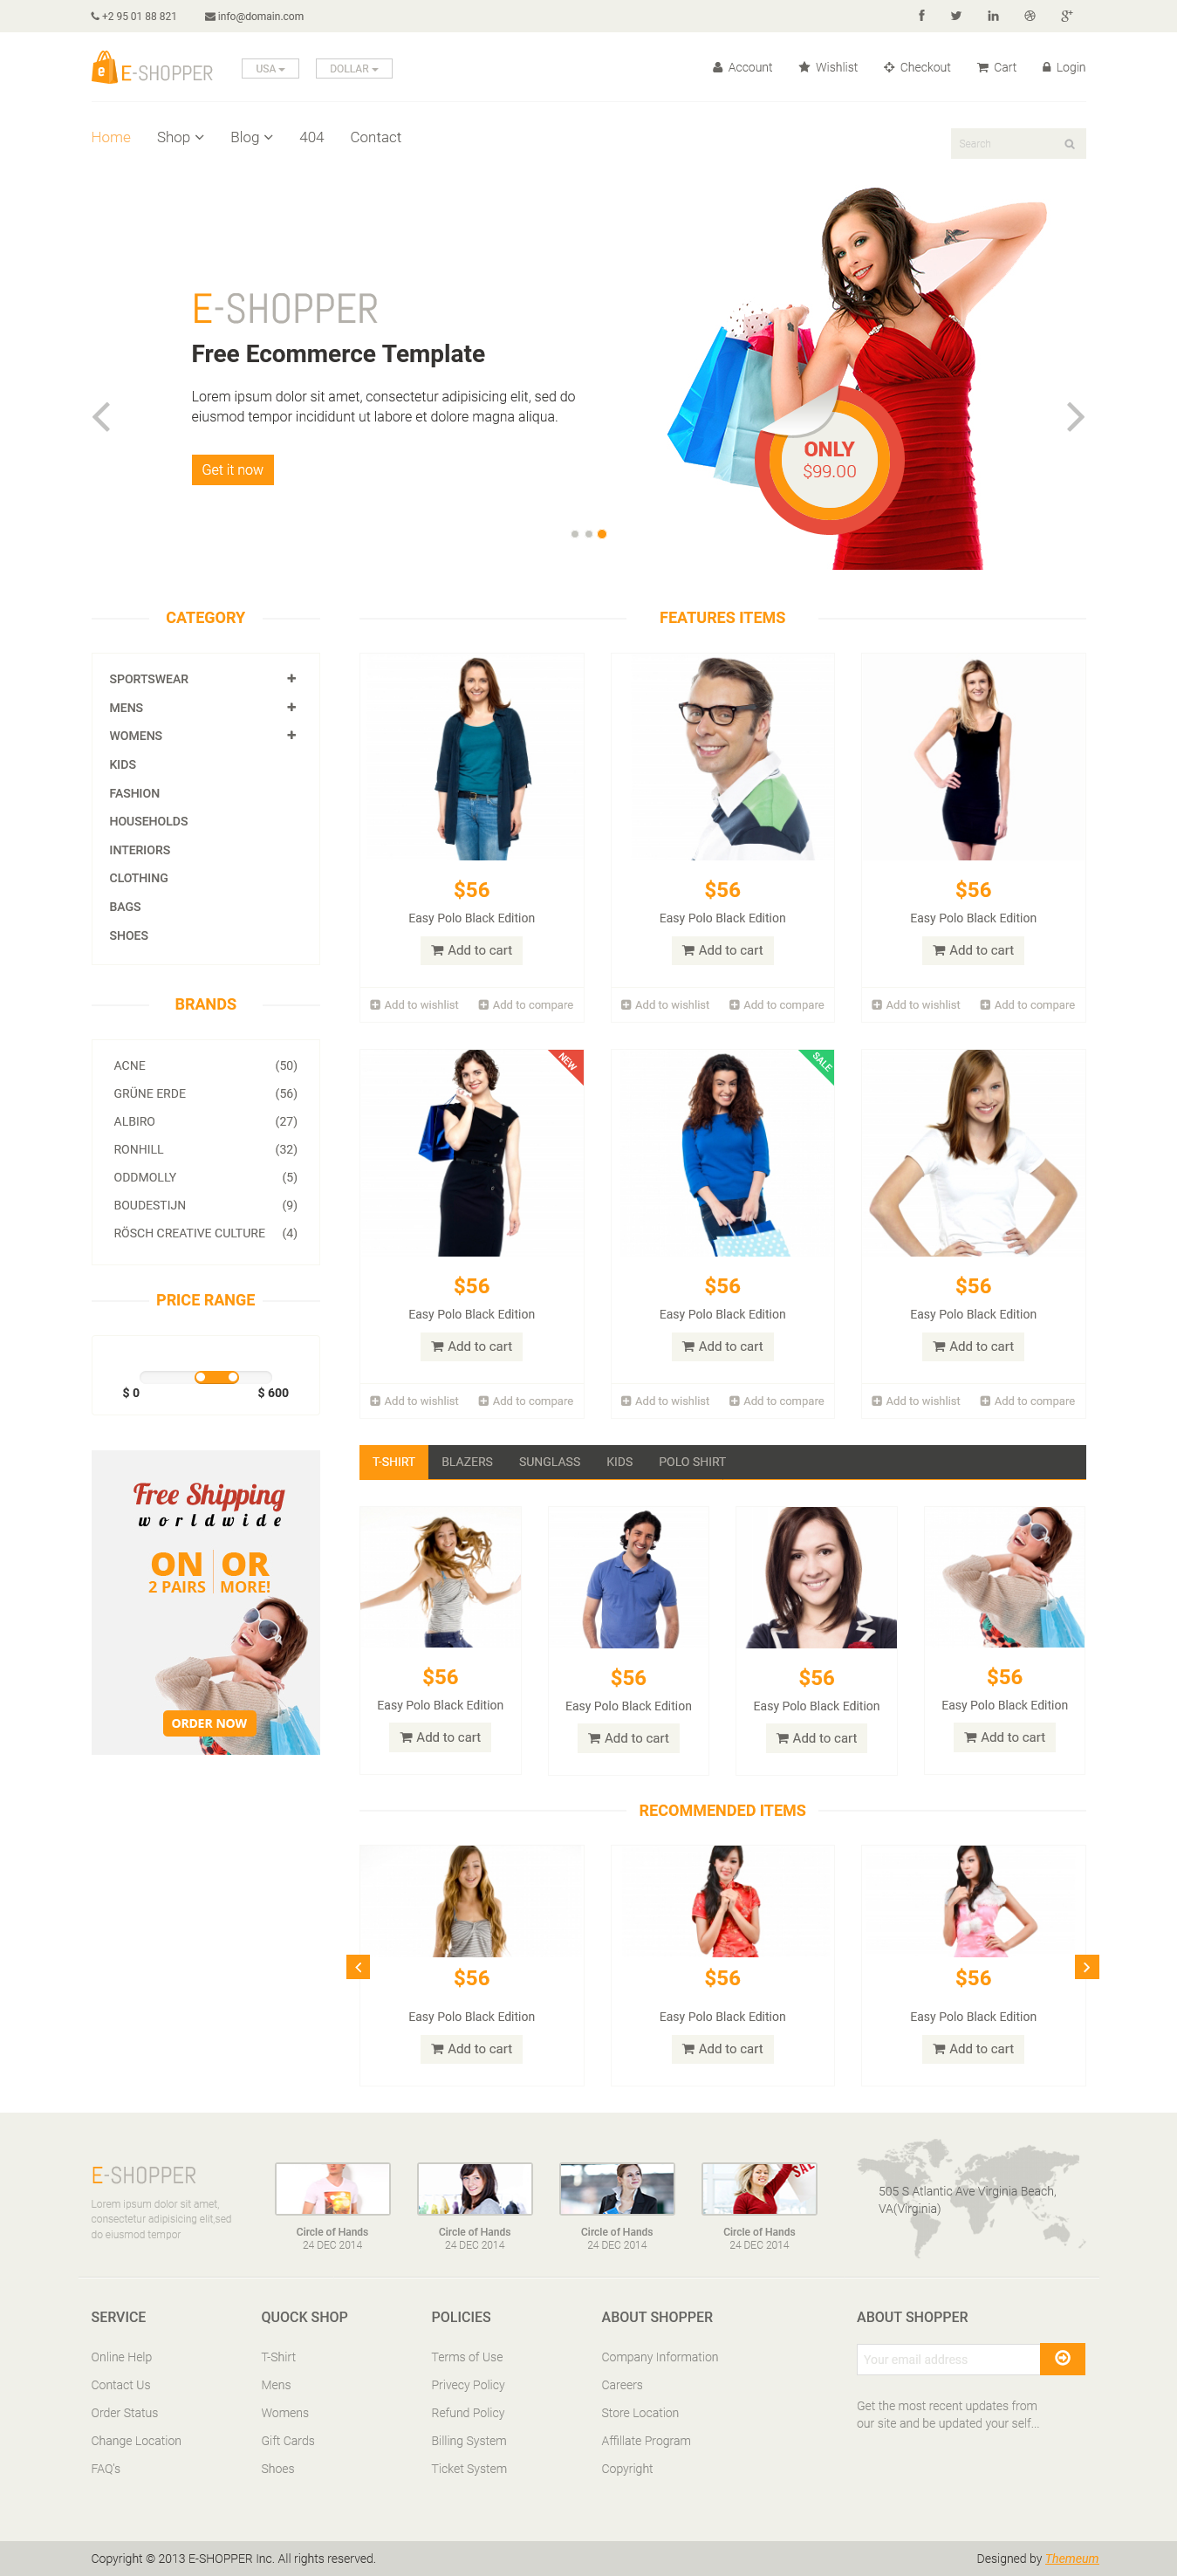 +2 95 01 88 821 info@domain.com
E-SHOPPER USA DOLLAR Account Wishlist Checkout Cart Login
Home Shop Blog 404 Contact Search
E-SHOPPER
Free Ecommerce Template
Lorem ipsum dolor sit amet, consectetur adipisicing elit, sed do
eiusmod tempor incididunt ut labore et dolore magna aliqua.
Get it now
ONLY
$99.00
CATEGORY
SPORTSWEAR
MENS
WOMENS
KIDS
FASHION
HOUSEHOLDS
INTERIORS
CLOTHING
BAGS
SHOES
BRANDS
ACNE (50)
GRÜNE ERDE (56)
ALBIRO (27)
RONHILL (32)
ODDMOLLY (5)
BOUDESTIJN (9)
RÖSCH CREATIVE CULTURE (4)
PRICE RANGE
$ 0 $ 600
Free Shipping
worldwide
ON OR
2 PAIRS MORE!
ORDER NOW
FEATURES ITEMS
$56 $56 $56
Easy Polo Black Edition Easy Polo Black Edition Easy Polo Black Edition
Add to cart Add to cart Add to cart
Add to wishlist Add to compare Add to wishlist Add to compare Add to wishlist Add to compare
NEW SALE
$56 $56 $56
Easy Polo Black Edition Easy Polo Black Edition Easy Polo Black Edition
Add to cart Add to cart Add to cart
Add to wishlist Add to compare Add to wishlist Add to compare Add to wishlist Add to compare
T-SHIRT BLAZERS SUNGLASS KIDS POLO SHIRT
$56 $56 $56 $56
Easy Polo Black Edition Easy Polo Black Edition Easy Polo Black Edition Easy Polo Black Edition
Add to cart Add to cart Add to cart Add to cart
RECOMMENDED ITEMS
$56 $56 $56
Easy Polo Black Edition Easy Polo Black Edition Easy Polo Black Edition
Add to cart Add to cart Add to cart
E-SHOPPER
Lorem ipsum dolor sit amet,
consectetur adipisicing elit,sed
do eiusmod tempor
SALE
Circle of Hands Circle of Hands Circle of Hands Circle of Hands
24 DEC 2014 24 DEC 2014 24 DEC 2014 24 DEC 2014
505 S Atlantic Ave Virginia Beach,
VA(Virginia)
SERVICE
Online Help
Contact Us
Order Status
Change Location
FAQ's
QUOCK SHOP
T-Shirt
Mens
Womens
Gift Cards
Shoes
POLICIES
Terms of Use
Privecy Policy
Refund Policy
Billing System
Ticket System
ABOUT SHOPPER
Company Information
Careers
Store Location
Affillate Program
Copyright
ABOUT SHOPPER
Your email address
Get the most recent updates from
our site and be updated your self...
Copyright © 2013 E-SHOPPER Inc. All rights reserved. Designed by Themeum